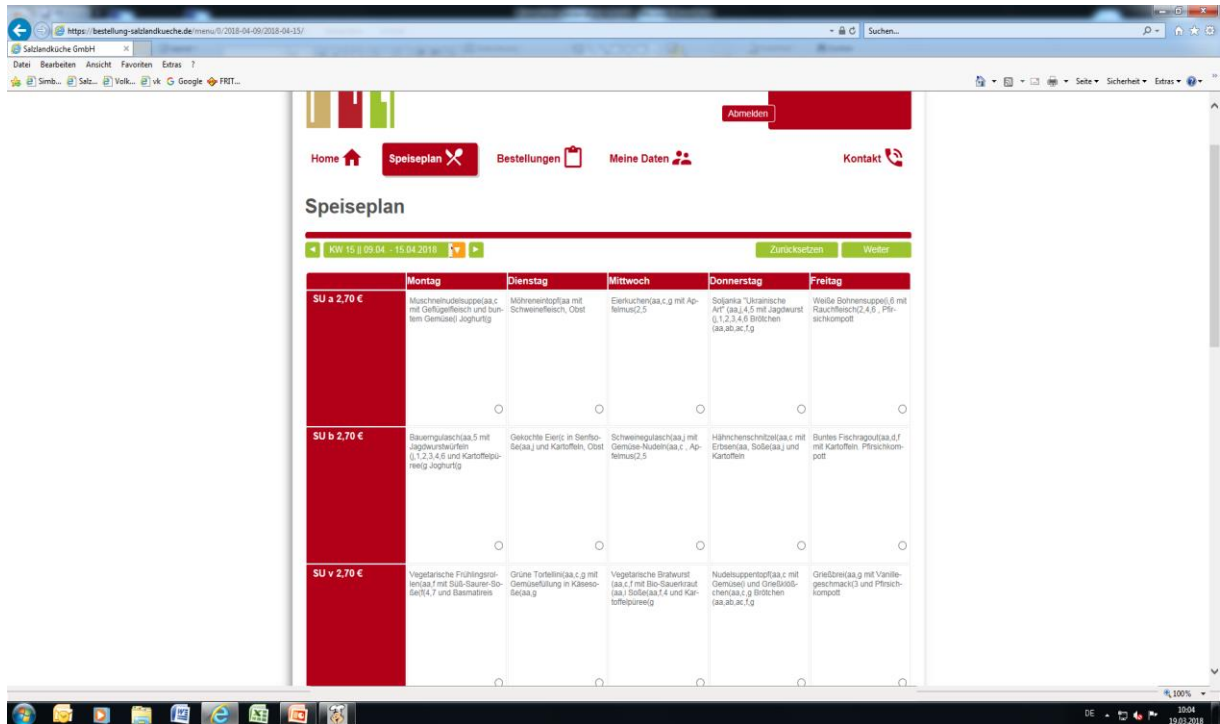 https://bestellung-salzlandkueche.de/menu/0/2018-04-09/2018-04-15/
Suchen...
Salzlandküche GmbH
Datei Bearbeiten Ansicht Favoriten Extras ?
Simb... Salz... Volk... vk Google FRIT...
Seite Sicherheit Extras
Abmelden
Home Speiseplan Bestellungen Meine Daten Kontakt
Speiseplan
KW 15 || 09.04. - 15.04.2018
Zurücksetzen Weiter
Montag Dienstag Mittwoch Donnerstag Freitag
SU a 2,70 €
Muschnelnudelsuppe(aa,c
mit Geflügelfleisch und bun-
tem Gemüse(i Joghurt(g
Möhreneintopf(aa mit
Schweinefleisch, Obst
Eierkuchen(aa,c,g mit Ap-
felmus(2,5
Soljanka "Ukrainische
Art" (aa,j,4,5 mit Jagdwurst
(j,1,2,3,4,6 Brötchen
(aa,ab,ac,f,g
Weiße Bohnensuppe(i,6 mit
Rauchfleisch(2,4,6 , Pfir-
sichkompott
SU b 2,70 €
Bauerngulasch(aa,5 mit
Jagdwurstwürfeln
(j,1,2,3,4,6 und Kartoffelpü-
ree(g Joghurt(g
Gekochte Eier(c in Senfso-
ße(aa,j und Kartoffeln, Obst
Schweinegulasch(aa,j mit
Gemüse-Nudeln(aa,c , Ap-
felmus(2,5
Hähnchenschnitzel(aa,c mit
Erbsen(aa, Soße(aa,j und
Kartoffeln
Buntes Fischragout(aa,d,f
mit Kartoffeln. Pfirsichkom-
pott
SU v 2,70 €
Vegetarische Frühlingsrol-
len(aa,f mit Süß-Saurer-So-
ße(f(4,7 und Basmatireis
Grüne Tortellini(aa,c,g mit
Gemüsefüllung in Käseso-
ße(aa,g
Vegetarische Bratwurst
(aa,c,f mit Bio-Sauerkraut
(aa,i Soße(aa,f,4 und Kar-
toffelpüree(g
Nudelsuppentopf(aa,c mit
Gemüse(i und Grießklöß-
chen(aa,c,g Brötchen
(aa,ab,ac,f,g
Grießbrei(aa,g mit Vanille-
geschmack(3 und Pfirsich-
kompott
100%
DE
10:04
19.03.2018